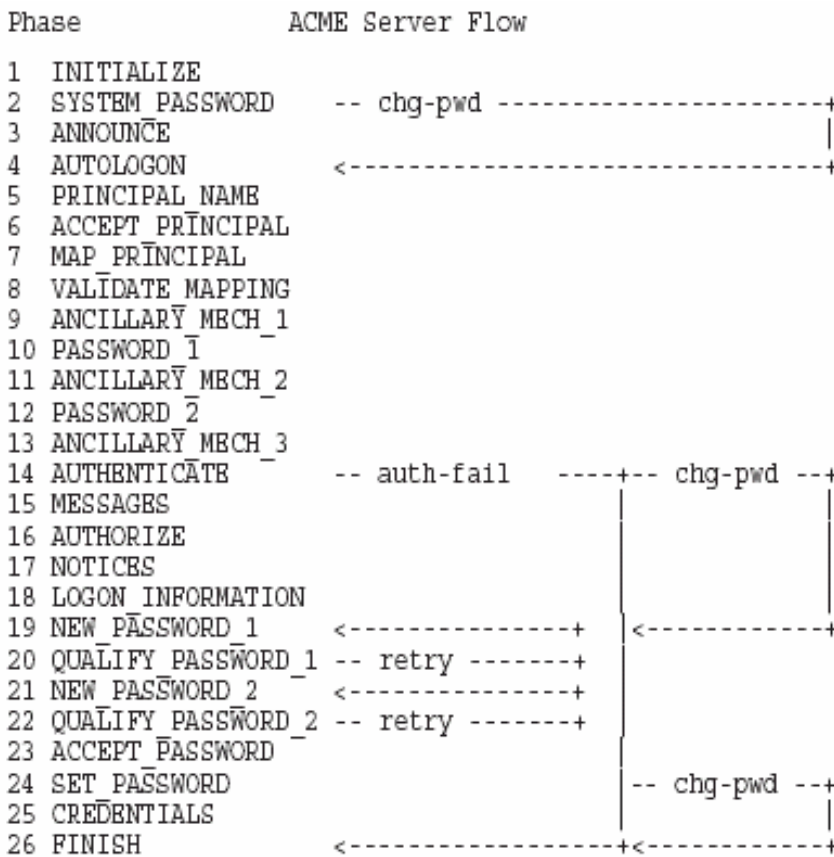 Phase ACME Server Flow
1 INITIALIZE
2 SYSTEM_PASSWORD -- chg-pwd -----------------------+
3 ANNOUNCE |
4 AUTOLOGON <----------------------------------+
5 PRINCIPAL_NAME
6 ACCEPT_PRINCIPAL
7 MAP_PRINCIPAL
8 VALIDATE_MAPPING
9 ANCILLARY_MECH_1
10 PASSWORD_1
11 ANCILLARY_MECH_2
12 PASSWORD_2
13 ANCILLARY_MECH_3
14 AUTHENTICATE -- auth-fail ----+-- chg-pwd --+
15 MESSAGES | |
16 AUTHORIZE | |
17 NOTICES | |
18 LOGON_INFORMATION | |
19 NEW_PASSWORD_1 <----------------+ |<-------------+
20 QUALIFY_PASSWORD_1 -- retry -------+ |
21 NEW_PASSWORD_2 <----------------+ |
22 QUALIFY_PASSWORD_2 -- retry -------+ |
23 ACCEPT_PASSWORD |
24 SET_PASSWORD |-- chg-pwd --+
25 CREDENTIALS | |
26 FINISH <-------------------+<-------------+